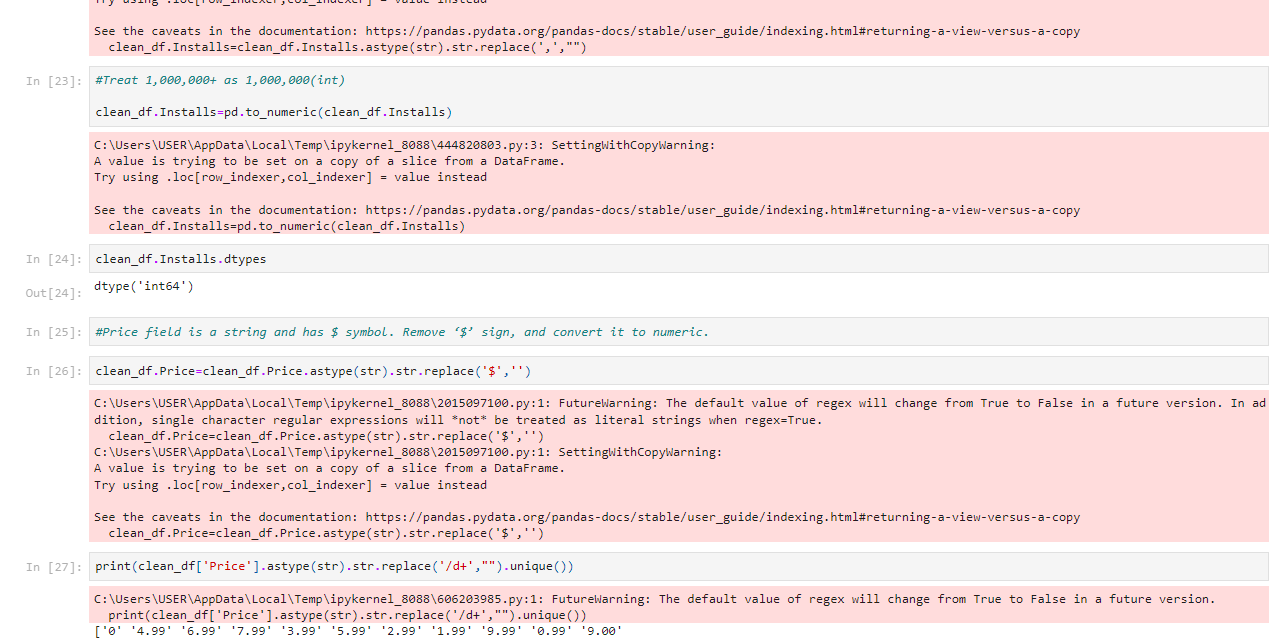 Try using .loc[row_indexer,col_indexer] = value instead
See the caveats in the documentation: https://pandas.pydata.org/pandas-docs/stable/user_guide/indexing.html#returning-a-view-versus-a-copy
clean_df.Installs=clean_df.Installs.astype(str).str.replace(',',"")
In [23]: #Treat 1,000,000+ as 1,000,000(int)
clean_df.Installs=pd.to_numeric(clean_df.Installs)
C:\Users\USER\AppData\Local\Temp\ipykernel_8088\444820803.py:3: SettingWithCopyWarning:
A value is trying to be set on a copy of a slice from a DataFrame.
Try using .loc[row_indexer,col_indexer] = value instead
See the caveats in the documentation: https://pandas.pydata.org/pandas-docs/stable/user_guide/indexing.html#returning-a-view-versus-a-copy
clean_df.Installs=pd.to_numeric(clean_df.Installs)
In [24]: clean_df.Installs.dtypes
Out[24]: dtype('int64')
In [25]: #Price field is a string and has $ symbol. Remove ‘$’ sign, and convert it to numeric.
In [26]: clean_df.Price=clean_df.Price.astype(str).str.replace('$','')
C:\Users\USER\AppData\Local\Temp\ipykernel_8088\2015097100.py:1: FutureWarning: The default value of regex will change from True to False in a future version. In ad
dition, single character regular expressions will *not* be treated as literal strings when regex=True.
clean_df.Price=clean_df.Price.astype(str).str.replace('$','')
C:\Users\USER\AppData\Local\Temp\ipykernel_8088\2015097100.py:1: SettingWithCopyWarning:
A value is trying to be set on a copy of a slice from a DataFrame.
Try using .loc[row_indexer,col_indexer] = value instead
See the caveats in the documentation: https://pandas.pydata.org/pandas-docs/stable/user_guide/indexing.html#returning-a-view-versus-a-copy
clean_df.Price=clean_df.Price.astype(str).str.replace('$','')
In [27]: print(clean_df['Price'].astype(str).str.replace('/d+',"").unique())
C:\Users\USER\AppData\Local\Temp\ipykernel_8088\606203985.py:1: FutureWarning: The default value of regex will change from True to False in a future version.
print(clean_df['Price'].astype(str).str.replace('/d+',"").unique())
['0' '4.99' '6.99' '7.99' '3.99' '5.99' '2.99' '1.99' '9.99' '0.99' '9.00'